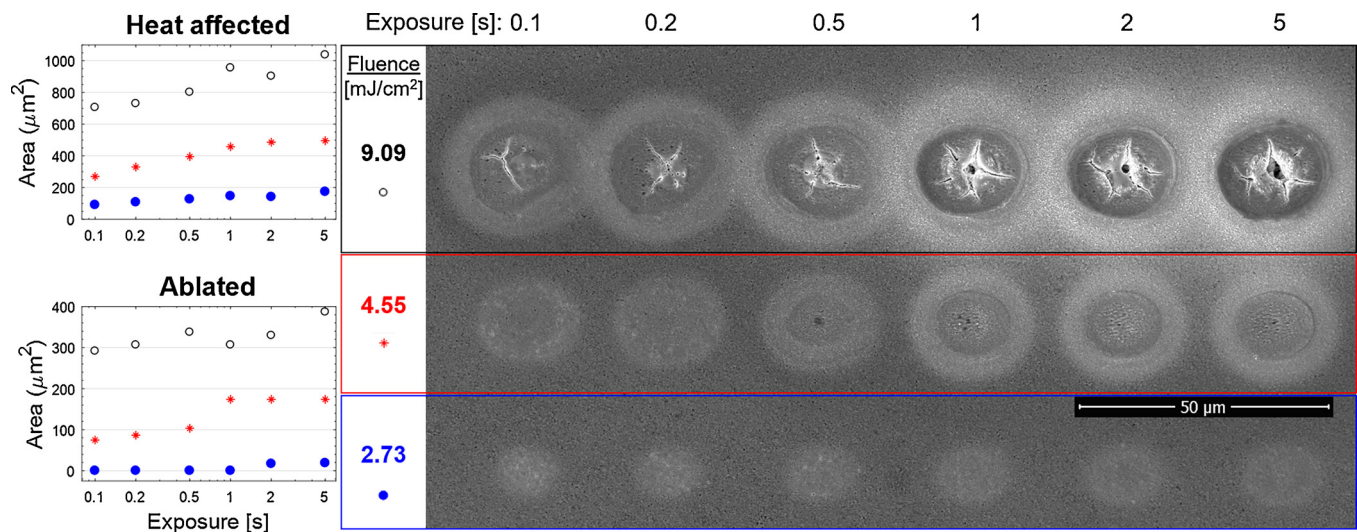 Heat affected
Exposure [s]: 0.1 0.2 0.5 1 2 5
Area (μm²)
1000
800
600
400
200
0
0.1 0.2 0.5 1 2 5
Fluence
[mJ/cm²]
9.09
4.55
2.73
50 μm
Ablated
Area (μm²)
400
300
200
100
0
0.1 0.2 0.5 1 2 5
Exposure [s]